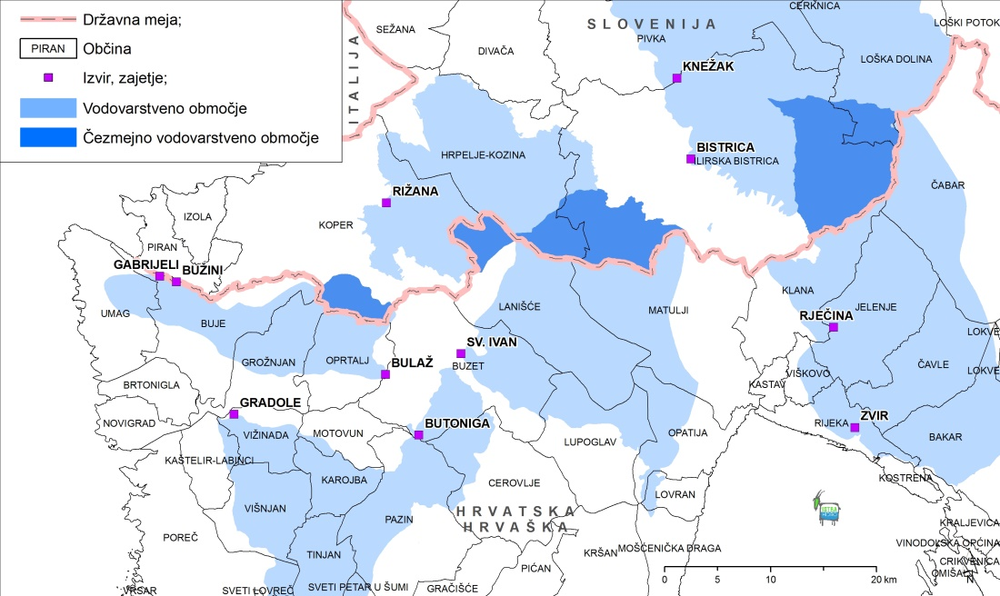 Državna meja;
PIRAN Občina
Izvir, zajetje;
Vodovarstveno območje
Čezmejno vodovarstveno območje
ITALIJA
SEŽANA
DIVAČA
SLOVENIJA
PIVKA
CERKNICA
LOŠKI POTOK
LOŠKA DOLINA
KNEŽAK
BISTRICA
ILIRSKA BISTRICA
HRPELJE-KOZINA
RIŽANA
KOPER
ČABAR
IZOLA
PIRAN
GABRIJELI
BUŽINI
UMAG
BUJE
GROŽNJAN
OPRTALJ
LANIŠĆE
MATULJI
KLANA
JELENJE
RJEČINA
LOKVE
SV. IVAN
BUZET
BULAŽ
BRTONIGLA
GRADOLE
VIŠKOVO
KASTAV
ČAVLE
LOKVE
NOVIGRAD
VIŽINADA
MOTOVUN
BUTONIGA
LUPOGLAV
OPATIJA
RIJEKA
ZVIR
BAKAR
KAŠTELIR-LABINCI
KAROJBA
CEROVLJE
LOVRAN
KOSTRENA
VIŠNJAN
PAZIN
HRVATSKA
HRVAŠKA
POREČ
TINJAN
KRŠAN
MOŠĆENIČKA DRAGA
KRALJEVICA
VINODOLSKA OPĆINA
CRIKVENICA
OMIŠALJ
PIĆAN
VRSAR
SVETI LOVREČ
SVETI PETAR U ŠUMI
GRAČIŠĆE
0 5 10 20 km
N